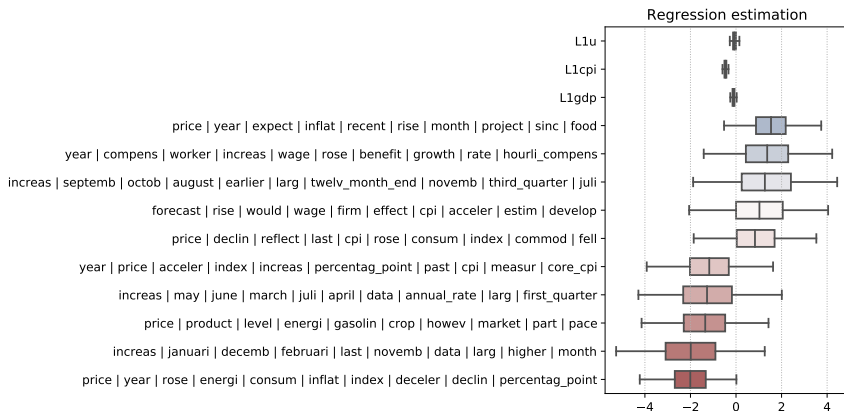 Regression estimation
L1u
L1cpi
L1gdp
price | year | expect | inflat | recent | rise | month | project | sinc | food
year | compens | worker | increas | wage | rose | benefit | growth | rate | hourli_compens
increas | septemb | octob | august | earlier | larg | twelv_month_end | novemb | third_quarter | juli
forecast | rise | would | wage | firm | effect | cpi | acceler | estim | develop
price | declin | reflect | last | cpi | rose | consum | index | commod | fell
year | price | acceler | index | increas | percentag_point | past | cpi | measur | core_cpi
increas | may | june | march | juli | april | data | annual_rate | larg | first_quarter
price | product | level | energi | gasolin | crop | howev | market | part | pace
increas | januari | decemb | februari | last | novemb | data | larg | higher | month
price | year | rose | energi | consum | inflat | index | deceler | declin | percentag_point
−4 −2 0 2 4